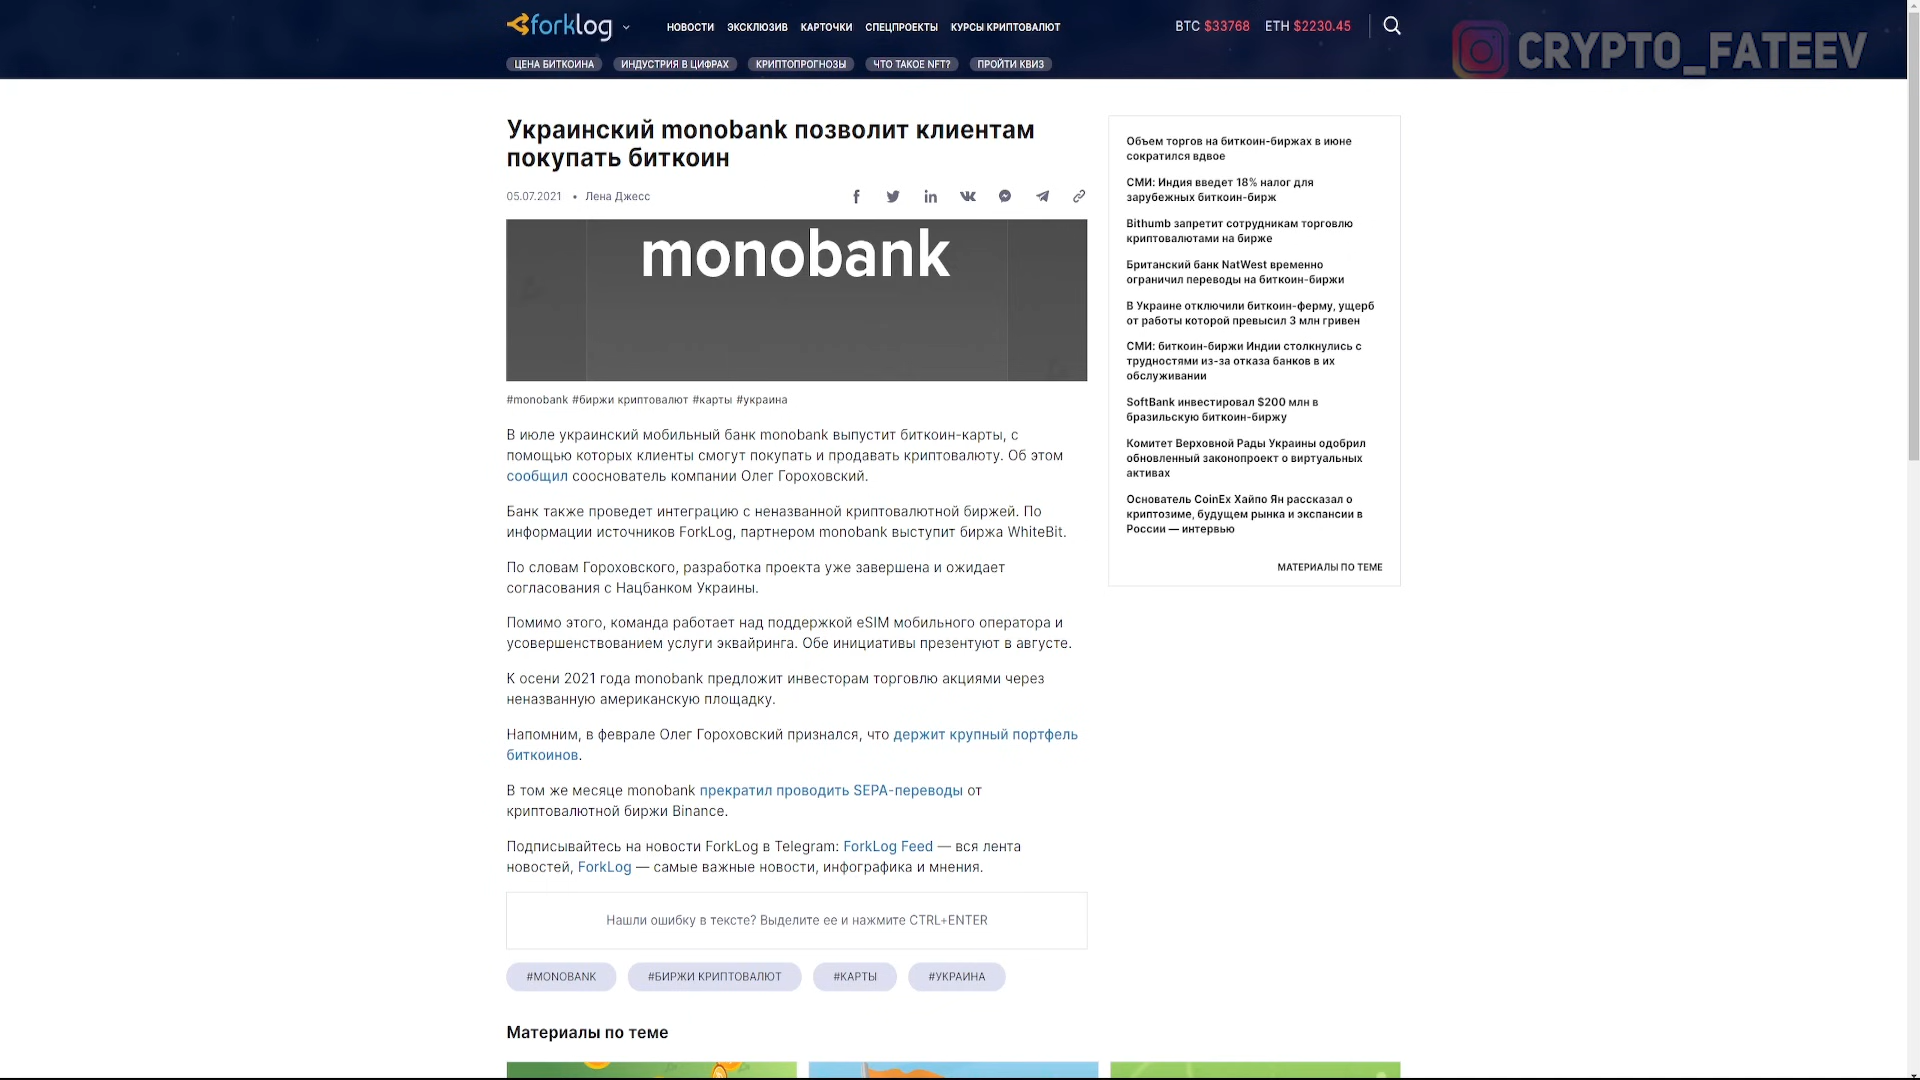 forklog
НОВОСТИ ЭКСКЛЮЗИВ КАРТОЧКИ СПЕЦПРОЕКТЫ КУРСЫ КРИПТОВАЛЮТ
BTC $33768 ETH $2230.45
CRYPTO_FATEEV
ЦЕНА БИТКОИНА ИНДУСТРИЯ В ЦИФРАХ КРИПТОПРОГНОЗЫ ЧТО ТАКОЕ NFT? ПРОЙТИ КВИЗ
Украинский monobank позволит клиентам
покупать биткоин
05.07.2021 • Лена Джесс
monobank
#monobank #биржи криптовалют #карты #украина
В июле украинский мобильный банк monobank выпустит биткоин-карты, с
помощью которых клиенты смогут покупать и продавать криптовалюту. Об этом
сообщил сооснователь компании Олег Гороховский.
Банк также проведет интеграцию с неназванной криптовалютной биржей. По
информации источников ForkLog, партнером monobank выступит биржа WhiteBit.
По словам Гороховского, разработка проекта уже завершена и ожидает
согласования с Нацбанком Украины.
Помимо этого, команда работает над поддержкой eSIM мобильного оператора и
усовершенствованием услуги эквайринга. Обе инициативы презентуют в августе.
К осени 2021 года monobank предложит инвесторам торговлю акциями через
неназванную американскую площадку.
Напомним, в феврале Олег Гороховский признался, что держит крупный портфель
биткоинов.
В том же месяце monobank прекратил проводить SEPA-переводы от
криптовалютной биржи Binance.
Подписывайтесь на новости ForkLog в Telegram: ForkLog Feed — вся лента
новостей, ForkLog — самые важные новости, инфографика и мнения.
Нашли ошибку в тексте? Выделите ее и нажмите CTRL+ENTER
#MONOBANK #БИРЖИ КРИПТОВАЛЮТ #КАРТЫ #УКРАИНА
Материалы по теме
Объем торгов на биткоин-биржах в июне
сократился вдвое
СМИ: Индия введет 18% налог для
зарубежных биткоин-бирж
Bithumb запретит сотрудникам торговлю
криптовалютами на бирже
Британский банк NatWest временно
ограничил переводы на биткоин-биржи
В Украине отключили биткоин-ферму, ущерб
от работы которой превысил 3 млн гривен
СМИ: биткоин-биржи Индии столкнулись с
трудностями из-за отказа банков в их
обслуживании
SoftBank инвестировал $200 млн в
бразильскую биткоин-биржу
Комитет Верховной Рады Украины одобрил
обновленный законопроект о виртуальных
активах
Основатель CoinEx Хайпо Ян рассказал о
криптозиме, будущем рынка и экспансии в
России — интервью
МАТЕРИАЛЫ ПО ТЕМЕ